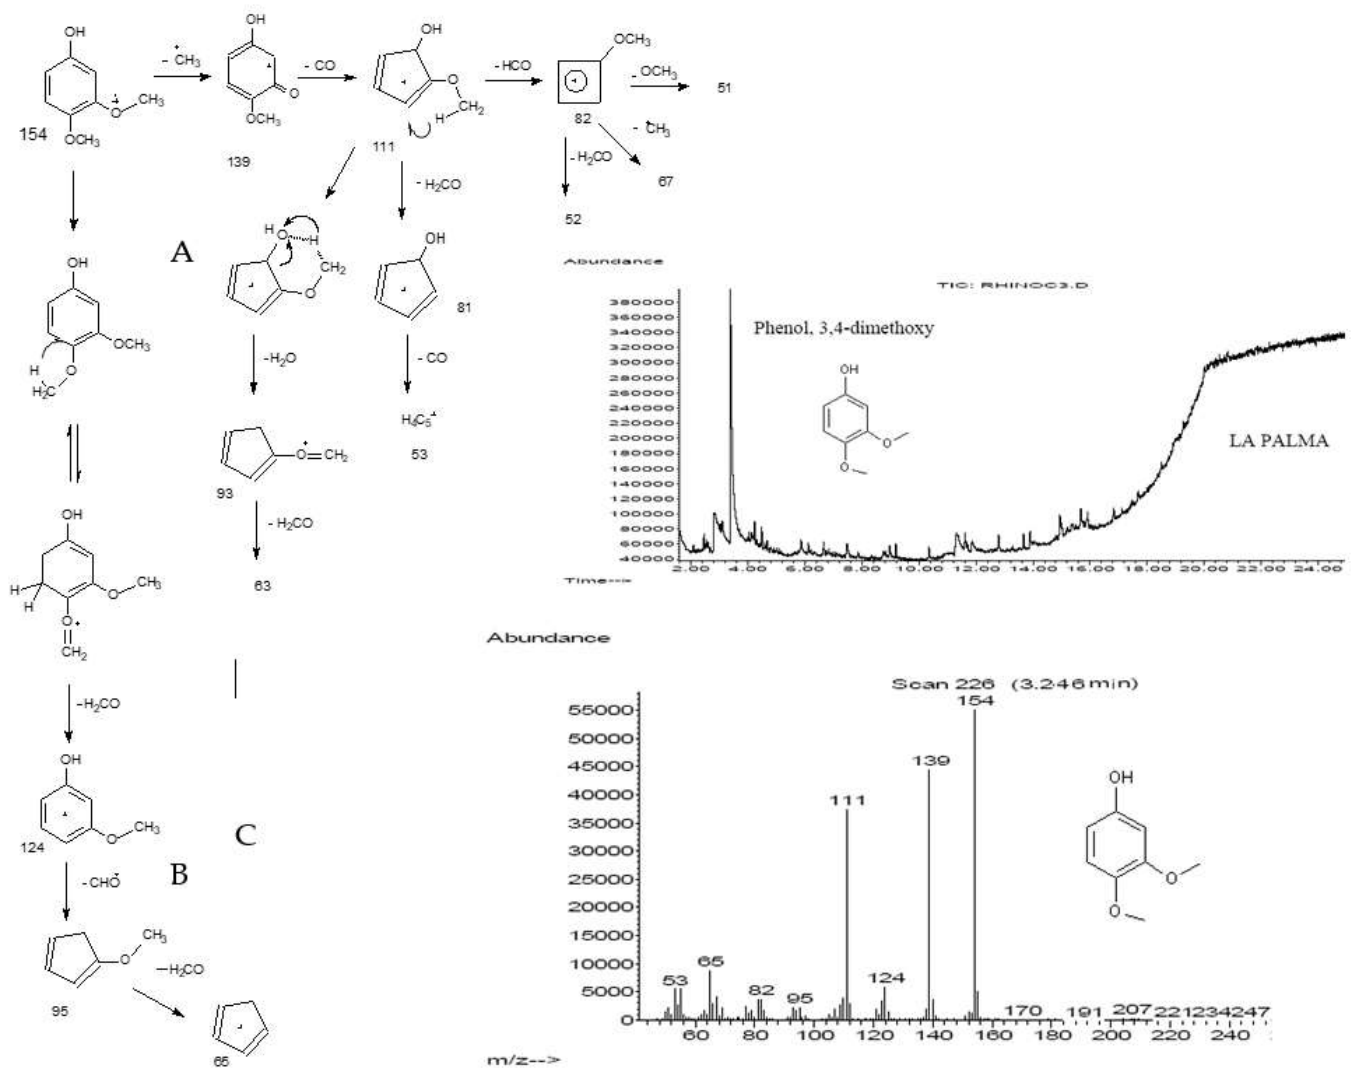 OH
OCH3
OCH3
154
- CH3
OH
O
OCH3
139
- CO
OH
O
CH2
H
111
-HCO
OCH3
82
- OCH3
51
- CH3
67
-H2CO
52
- H2CO
OH
81
- CO
H4C5
53
A
H O H
CH2
O
-H2O
O=CH2
93
- H2CO
63
OH
OCH3
O
H
H2C
OH
O CH3
H
H
O
CH2
-H2CO
OH
O CH3
124
- CHO
B
C
CH3
O
95
—H2CO
65
Abundance
TIC: RHINOC3.D
380000
360000
340000
320000
300000
280000
260000
240000
220000
200000
180000
160000
140000
120000
100000
80000
60000
40000
Phenol, 3,4-dimethoxy
OH
O
O
LA PALMA
2.00 4.00 6.00 8.00 10.00 12.00 14.00 16.00 18.00 20.00 22.00 24.00
Time-->
Abundance
Scan 226 (3.246 min)
55000
50000
45000
40000
35000
30000
25000
20000
15000
10000
5000
0
53
65
82
95
111
124
139
154
170
191
207
221
234
247
OH
O
O
60 80 100 120 140 160 180 200 220 240
m/z-->